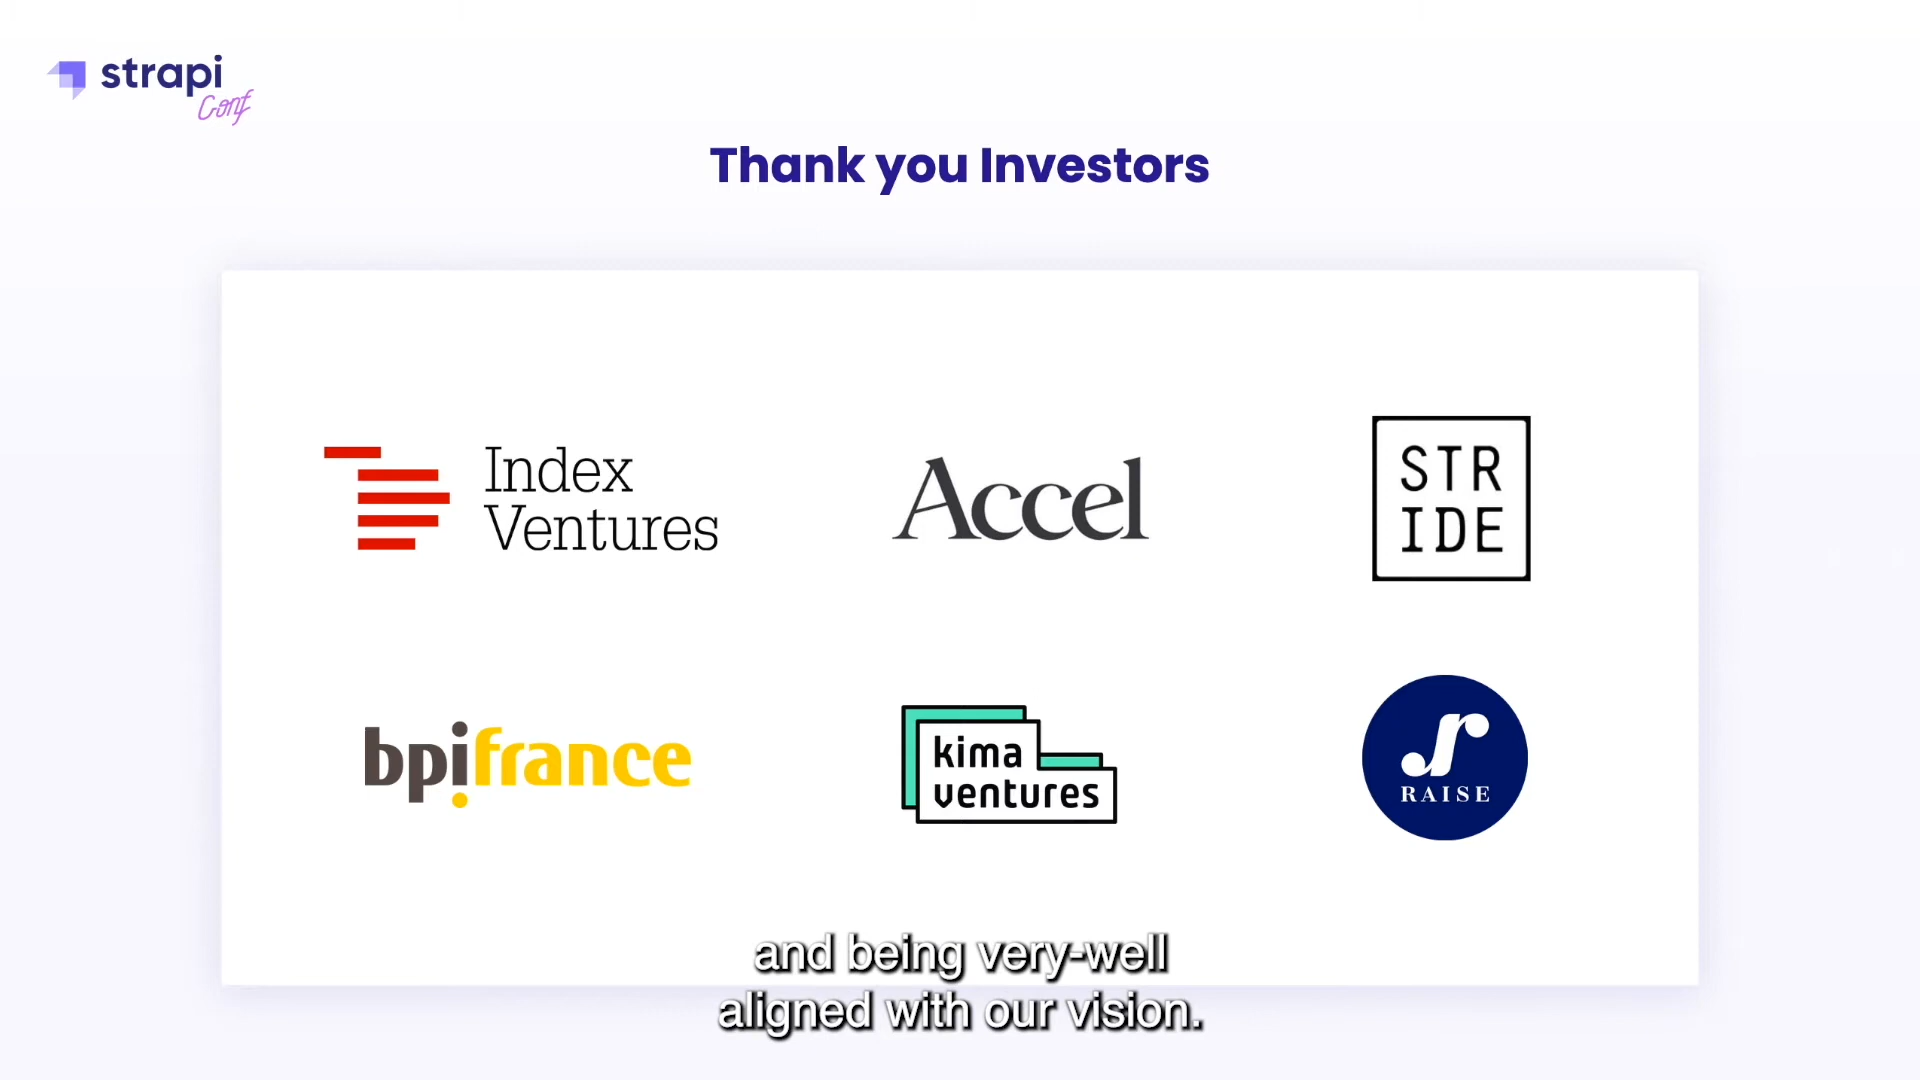 strapi
Conf
Thank you Investors
Index
Ventures
Accel
STR
IDE
bpifrance
kima
ventures
RAISE
and being very-well
aligned with our vision.